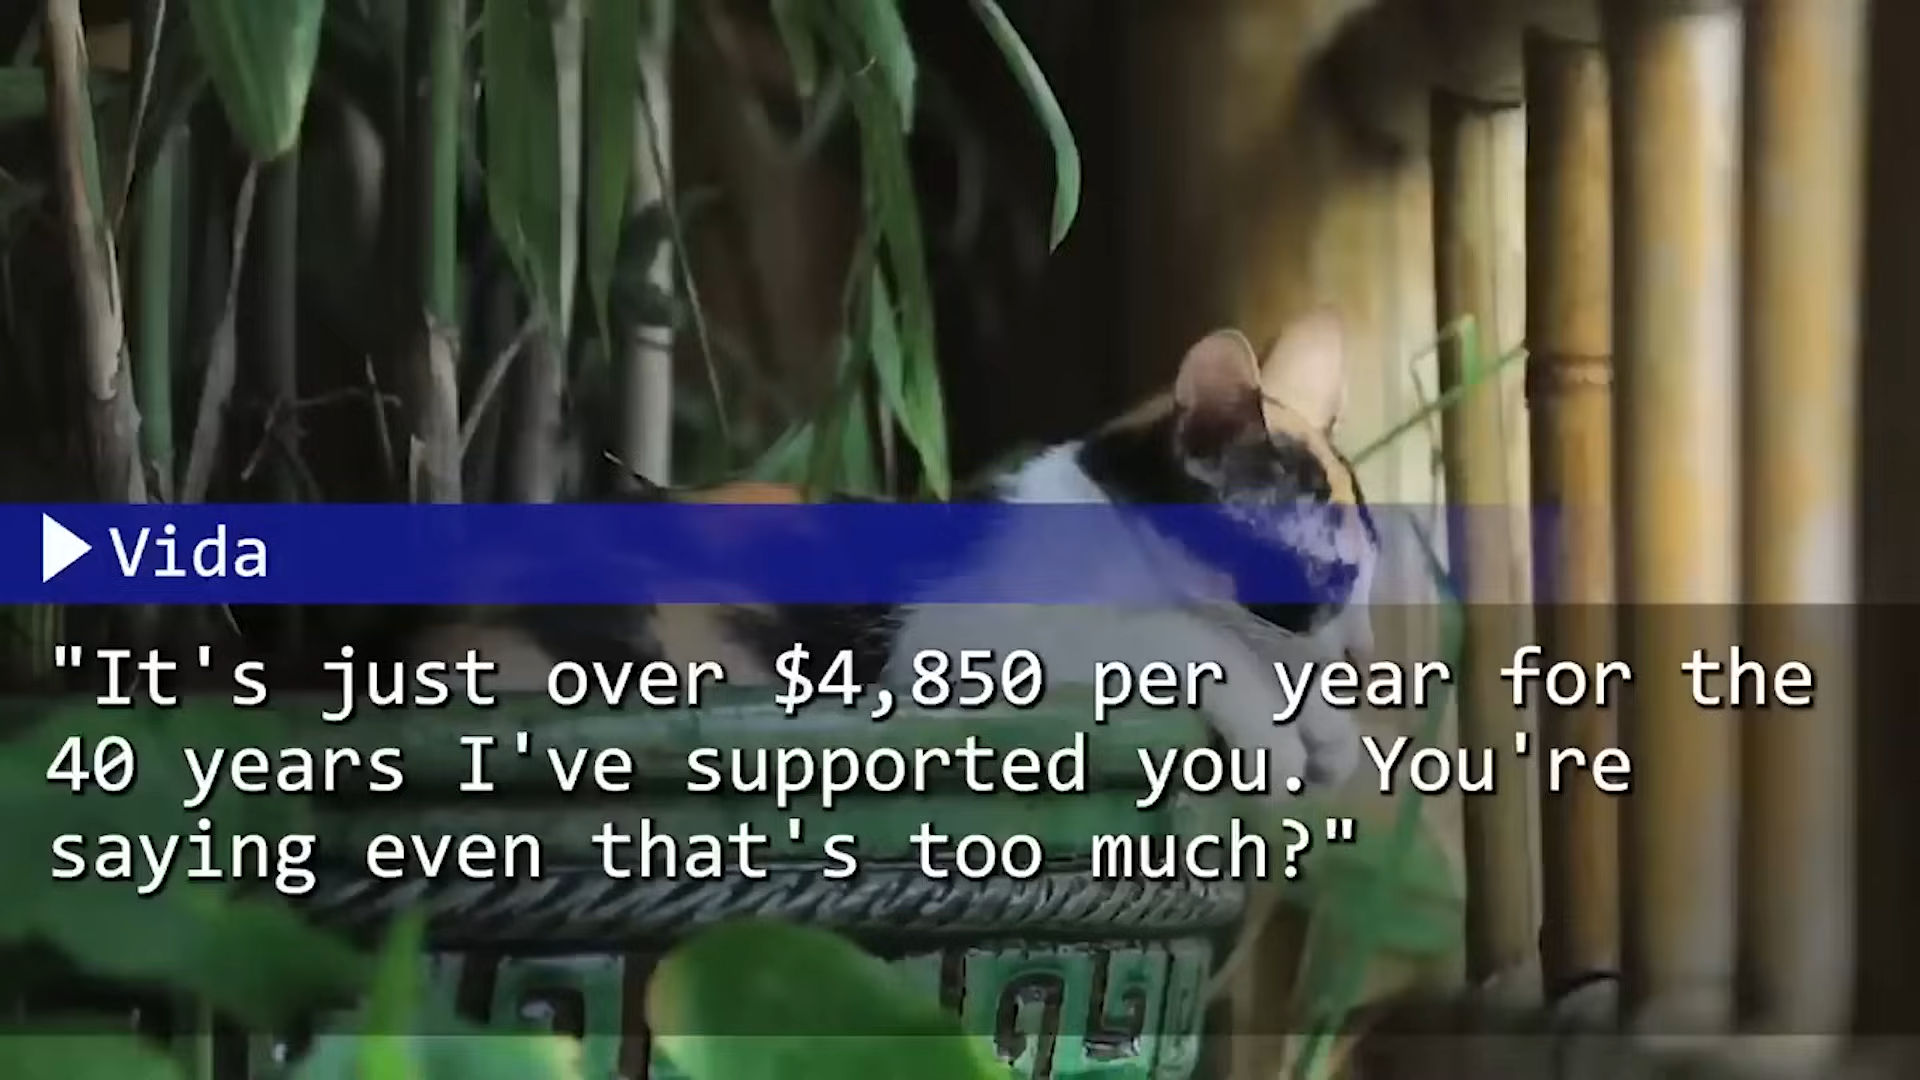 Vida
"It's just over $4,850 per year for the
40 years I've supported you. You're
saying even that's too much?"